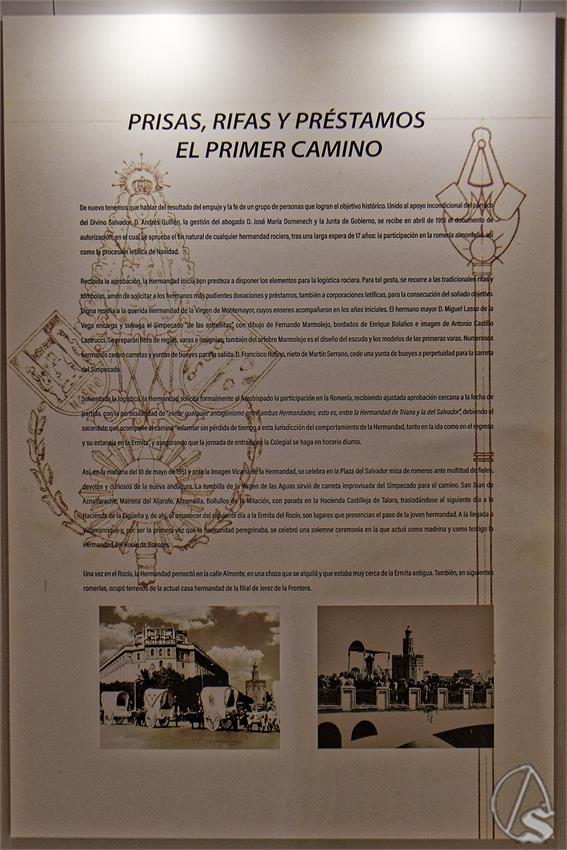 PRISAS, RIFAS Y PRÉSTAMOS
EL PRIMER CAMINO
De nuevo tenemos que hablar del resultado del empuje y la fe de un grupo de personas que logran el objetivo histórico. Unido al apoyo incondicional del párroco
del Divino Salvador, D. Andrés Guillén, la gestión del abogado D. José María Domenech y la Junta de Gobierno, se recibe en abril de 1951 el documento de
autorización, en el cual se aprueba el fin natural de cualquier hermandad rociera, tras una larga espera de 17 años: la participación en la romería almonteña, así
como la procesión letífica de Navidad.
Recibida la aprobación, la Hermandad inicia con presteza a disponer los elementos para la logística rociera. Para tal gesta, se recurre a las tradicionales rifas y
tómbolas, amén de solicitar a los hermanos más pudientes donaciones y préstamos, también a corporaciones letíficas, para la consecución del soñado objetivo.
Digna reseña a la querida Hermandad de la Virgen de Montemayor, cuyos enseres acompañaron en los años iniciales. El hermano mayor D. Miguel Lasso de la
Vega encarga y sufraga el Simpecado "de las estrellitas", con dibujo de Fernando Marmolejo, bordados de Enrique Bolaños e imagen de Antonio Castillo
Lastrucci. Se preparan libro de reglas, varas e insignias, también del orfebre Marmolejo es el diseño del escudo y los modelos de las primeras varas. Numerosos
hermanos ceden carretas y yuntas de bueyes para la salida. D. Francisco Rufino, nieto de Martín Serrano, cede una yunta de bueyes a perpetuidad para la carreta
del Simpecado.
Solventada la logística, la Hermandad solicita formalmente al Arzobispado la participación en la Romería, recibiendo ajustada aprobación cercana a la fecha de
partida, con la particularidad de "evitar cualquier antagonismo entre ambas Hermandades, esto es, entre la Hermandad de Triana y la del Salvador", debiendo el
sacerdote que acompañe al camino "informar sin pérdida de tiempo a esta Jurisdicción del comportamiento de la Hermandad, tanto en la ida como en el regreso
y su estancia en la Ermita" y asegurando que la jornada de entrada en la Colegial se haga en horario diurno.
Así, en la mañana del 10 de mayo de 1951 y ante la Imagen Vicaria de la Hermandad, se celebra en la Plaza del Salvador misa de romeros ante multitud de fieles,
devotos y curiosos de la nueva andadura. La tumbilla de la Virgen de las Aguas sirvió de carreta improvisada del Simpecado para el camino. San Juan de
Aznalfarache, Mairena del Aljarafe, Almensilla, Bollullos de la Mitación, con parada en la Hacienda Castilleja de Talara, trasladándose al siguiente día a la
Hacienda de la Cigüeña y, de ahí, al amanecer del siguiente día a la Ermita del Rocío, son lugares que presencian el paso de la joven hermandad. A la llegada a
Villamanrique y, por ser la primera vez que la hermandad peregrinaba, se celebró una solemne ceremonia en la que actuó como madrina y como testigo la
Hermandad del Rocío de Bonares.
Una vez en el Rocío, la Hermandad pernoctó en la calle Almonte, en una choza que se alquiló y que estaba muy cerca de la Ermita antigua. También, en siguientes
romerías, ocupó terrenos de la actual casa hermandad de la filial de Jerez de la Frontera.